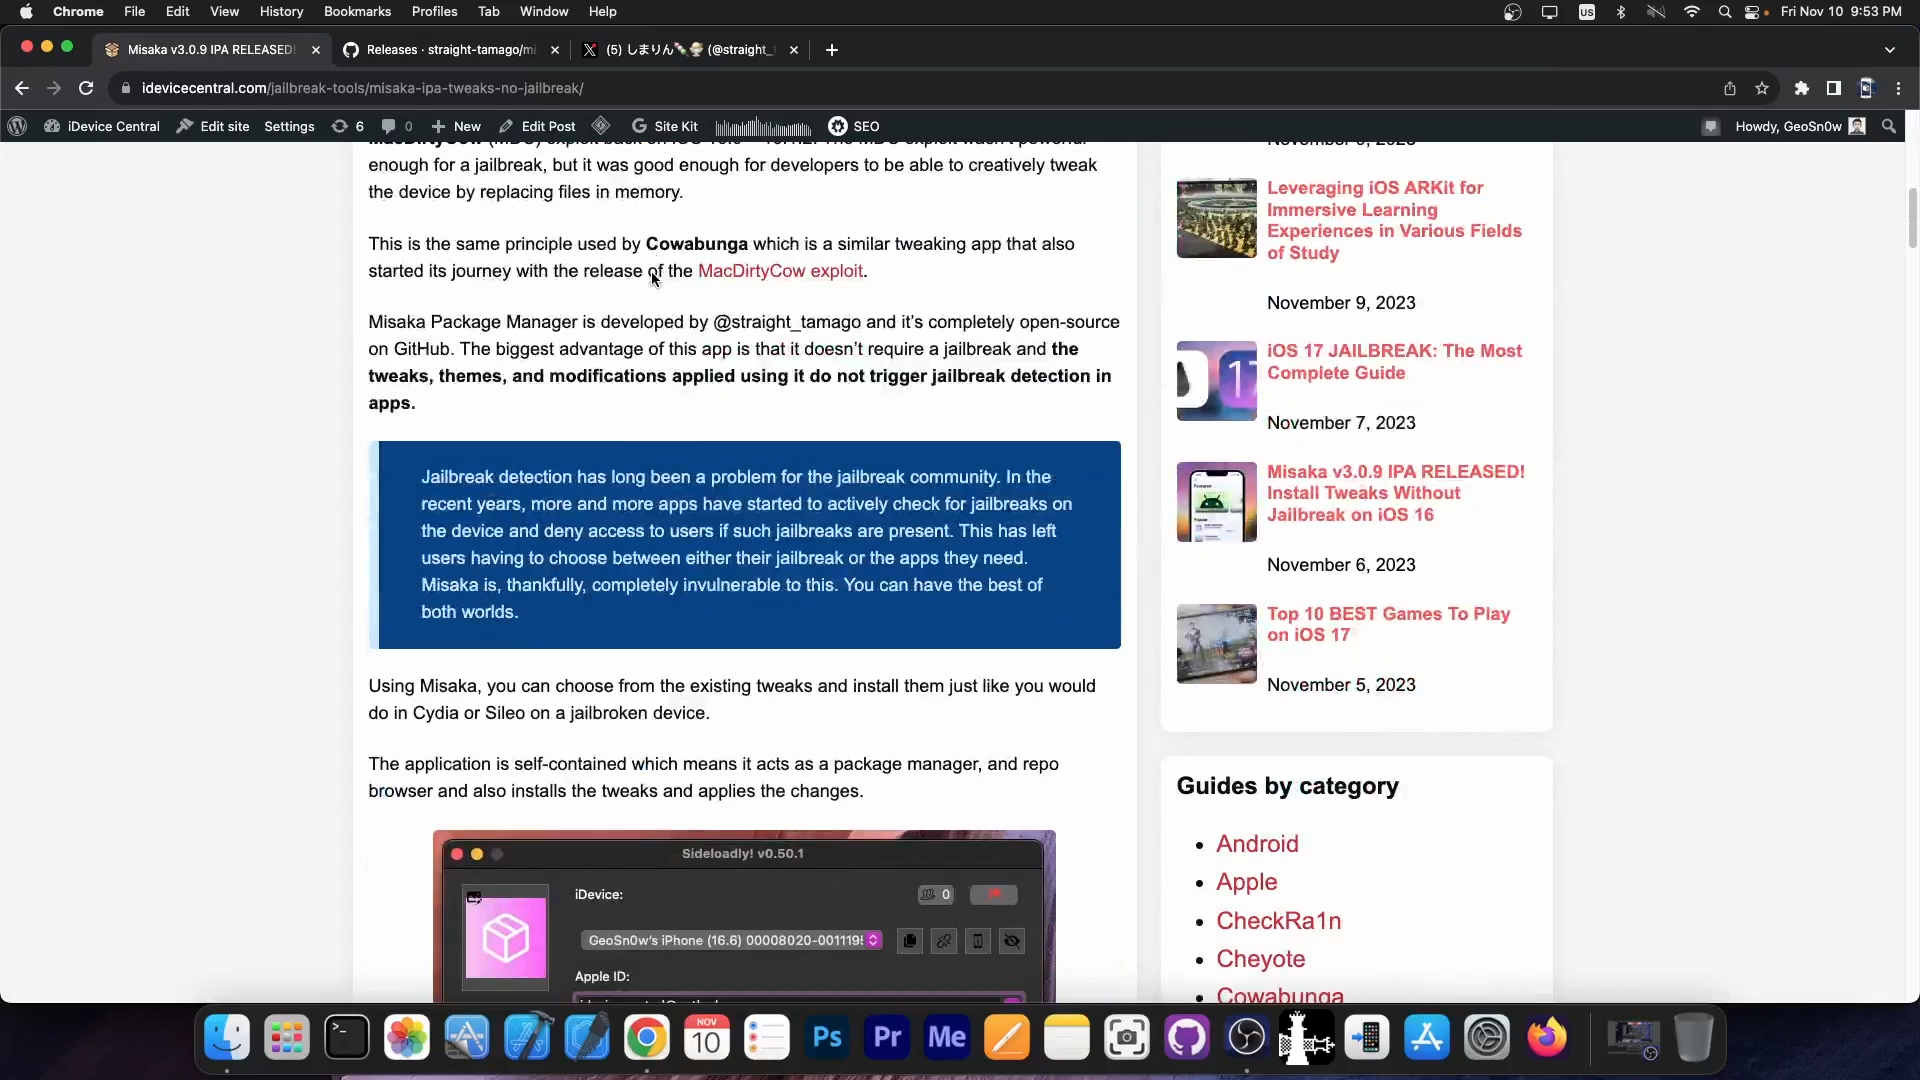 Chrome File Edit View History Bookmarks Profiles Tab Window Help US Fri Nov 10 9:53 PM
Misaka v3.0.9 IPA RELEASED! Releases · straight-tamago/mi (5) しまりん (@straight_
idevicecentral.com/jailbreak-tools/misaka-ipa-tweaks-no-jailbreak/
iDevice Central Edit site Settings 6 0 New Edit Post Site Kit SEO Howdy, GeoSn0w
enough for a jailbreak, but it was good enough for developers to be able to creatively tweak
the device by replacing files in memory.
This is the same principle used by Cowabunga which is a similar tweaking app that also
started its journey with the release of the MacDirtyCow exploit.
Misaka Package Manager is developed by @straight_tamago and it’s completely open-source
on GitHub. The biggest advantage of this app is that it doesn’t require a jailbreak and the
tweaks, themes, and modifications applied using it do not trigger jailbreak detection in
apps.
Jailbreak detection has long been a problem for the jailbreak community. In the
recent years, more and more apps have started to actively check for jailbreaks on
the device and deny access to users if such jailbreaks are present. This has left
users having to choose between either their jailbreak or the apps they need.
Misaka is, thankfully, completely invulnerable to this. You can have the best of
both worlds.
Using Misaka, you can choose from the existing tweaks and install them just like you would
do in Cydia or Sileo on a jailbroken device.
The application is self-contained which means it acts as a package manager, and repo
browser and also installs the tweaks and applies the changes.
Sideloadly! v0.50.1
iDevice:
0
GeoSn0w's iPhone (16.6) 00008020-001119
Apple ID:
Leveraging iOS ARKit for
Immersive Learning
Experiences in Various Fields
of Study
November 9, 2023
iOS 17 JAILBREAK: The Most
Complete Guide
November 7, 2023
Misaka v3.0.9 IPA RELEASED!
Install Tweaks Without
Jailbreak on iOS 16
November 6, 2023
Top 10 BEST Games To Play
on iOS 17
November 5, 2023
Guides by category
Android
Apple
CheckRa1n
Cheyote
Cowabunga
NOV
10
Ps
Pr
Me